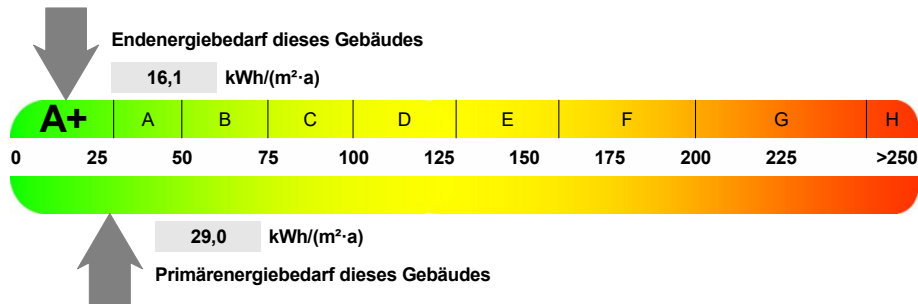 Endenergiebedarf dieses Gebäudes
16,1 kWh/(m²·a)
A+ A B C D E F G H
0 25 50 75 100 125 150 175 200 225 >250
29,0 kWh/(m²·a)
Primärenergiebedarf dieses Gebäudes